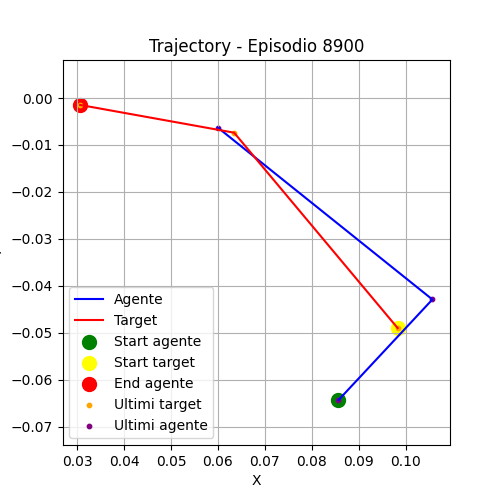 Trajectory - Episodio 8900
0.00
−0.01
−0.02
−0.03
−0.04
−0.05
−0.06
−0.07
Agente
Target
Start agente
Start target
End agente
Ultimi target
Ultimi agente
0.03 0.04 0.05 0.06 0.07 0.08 0.09 0.10
X